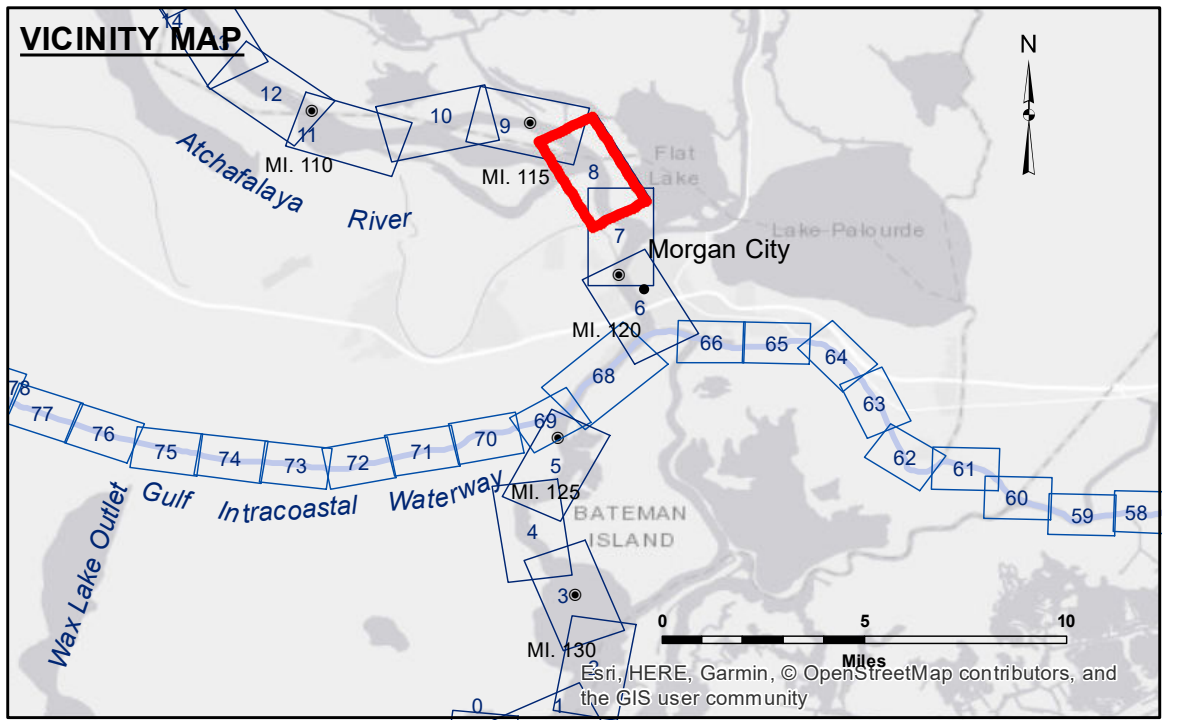 14
VICINITY MAP
N
12
11
10
9
MI. 110
MI. 115
8
Flat
Lake
Atchafalaya
River
7
Lake Palourde
Morgan City
6
MI. 120
66
65
64
68
63
78
77
76
75
74
73
72
71
70
69
62
61
60
59
58
5
MI. 125
Gulf Intracoastal Waterway
Wax Lake Outlet
4
BATEMAN
ISLAND
3
MI. 130
2
0
1
0 5 10
Miles
Esri, HERE, Garmin, © OpenStreetMap contributors, and
the GIS user community